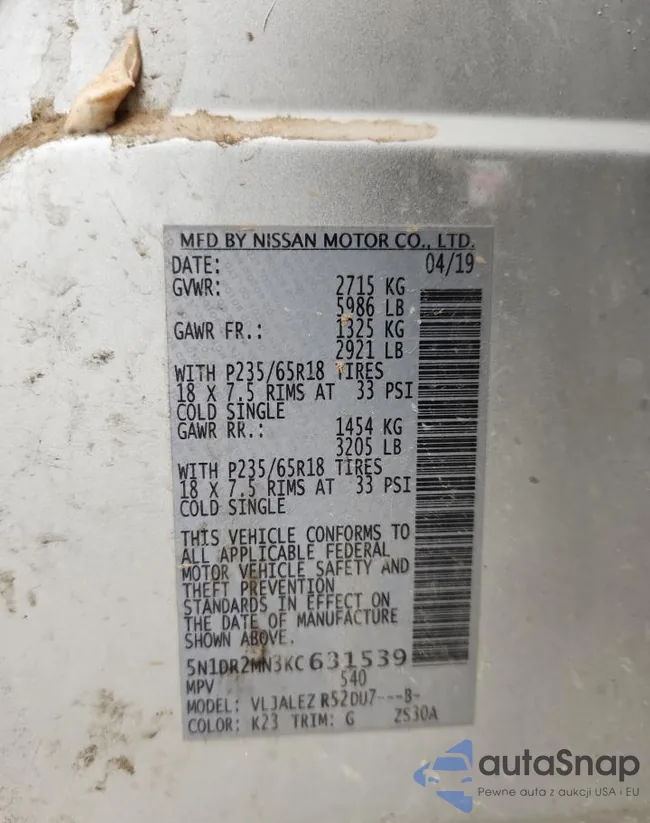 MFD BY NISSAN MOTOR CO., LTD.
DATE: 04/19
GVWR: 2715 KG
5986 LB
GAWR FR.: 1325 KG
2921 LB
WITH P235/65R18 TIRES
18 X 7.5 RIMS AT 33 PSI
COLD SINGLE
GAWR RR.: 1454 KG
3205 LB
WITH P235/65R18 TIRES
18 X 7.5 RIMS AT 33 PSI
COLD SINGLE
THIS VEHICLE CONFORMS TO
ALL APPLICABLE FEDERAL
MOTOR VEHICLE SAFETY AND
THEFT PREVENTION
STANDARDS IN EFFECT ON
THE DATE OF MANUFACTURE
SHOWN ABOVE.
5N1DR2MN3KC631539
MPV 540
MODEL: VLJALEZ R52DU7---B-
COLOR: K23 TRIM: G ZS30A
autoSnap
Pewne auta z aukcji USA i EU